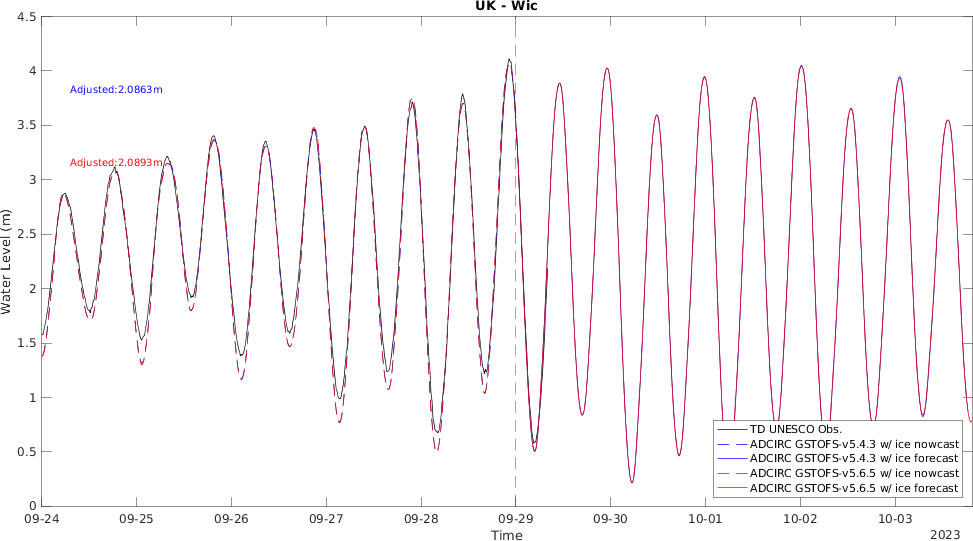 UK - Wic
4.5
4
3.5
3
2.5
2
1.5
1
0.5
0
Water Level (m)
Adjusted:2.0863m
Adjusted:2.0893m
TD UNESCO Obs.
ADCIRC GSTOFS-v5.4.3 w/ ice nowcast
ADCIRC GSTOFS-v5.4.3 w/ ice forecast
ADCIRC GSTOFS-v5.6.5 w/ ice nowcast
ADCIRC GSTOFS-v5.6.5 w/ ice forecast
09-24 09-25 09-26 09-27 09-28 09-29 09-30 10-01 10-02 10-03
Time
2023